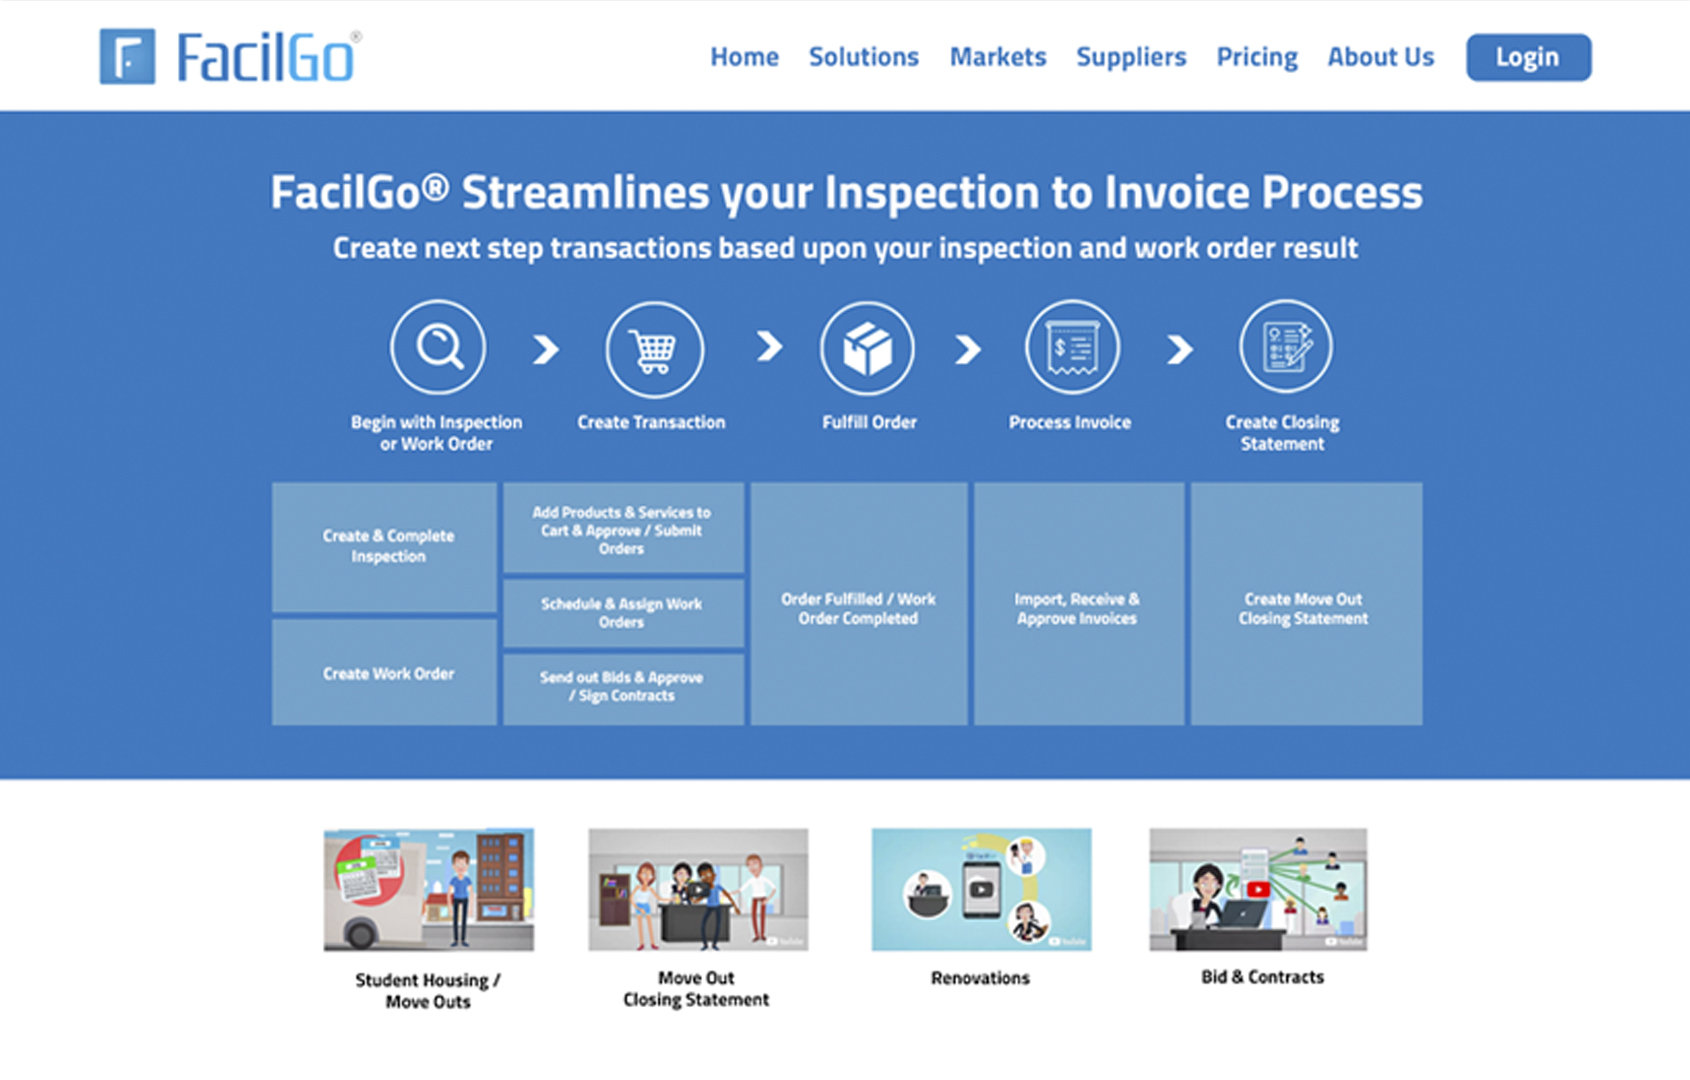 FacilGo®
Home Solutions Markets Suppliers Pricing About Us Login
FacilGo® Streamlines your Inspection to Invoice Process
Create next step transactions based upon your inspection and work order result
Begin with Inspection
or Work Order
Create Transaction
Fulfill Order
Process Invoice
Create Closing
Statement
Create & Complete
Inspection
Create Work Order
Add Products & Services to
Cart & Approve / Submit
Orders
Schedule & Assign Work
Orders
Send out Bids & Approve
/ Sign Contracts
Order Fulfilled / Work
Order Completed
Import, Receive &
Approve Invoices
Create Move Out
Closing Statement
YouTube
YouTube
YouTube
Student Housing /
Move Outs
Move Out
Closing Statement
Renovations
Bid & Contracts